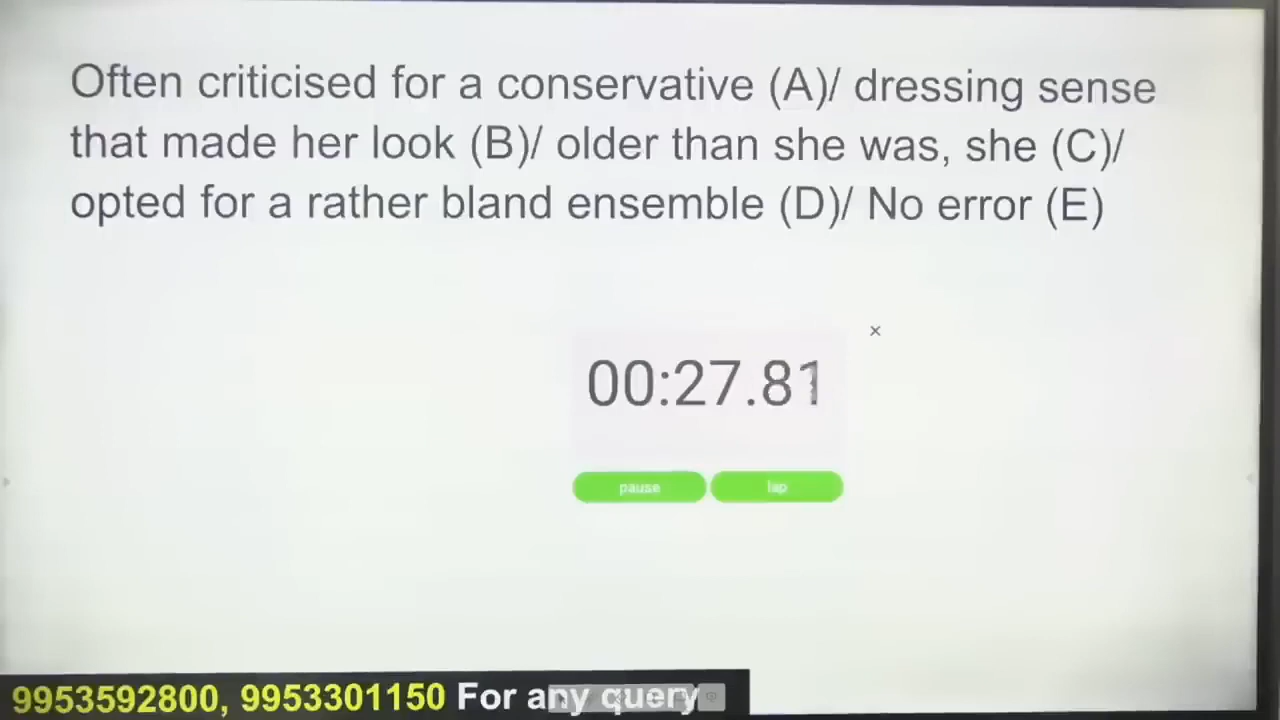 Often criticised for a conservative (A)/ dressing sense
that made her look (B)/ older than she was, she (C)/
opted for a rather bland ensemble (D)/ No error (E)
×
00:27.81
pause lap
9953592800, 9953301150 For any query